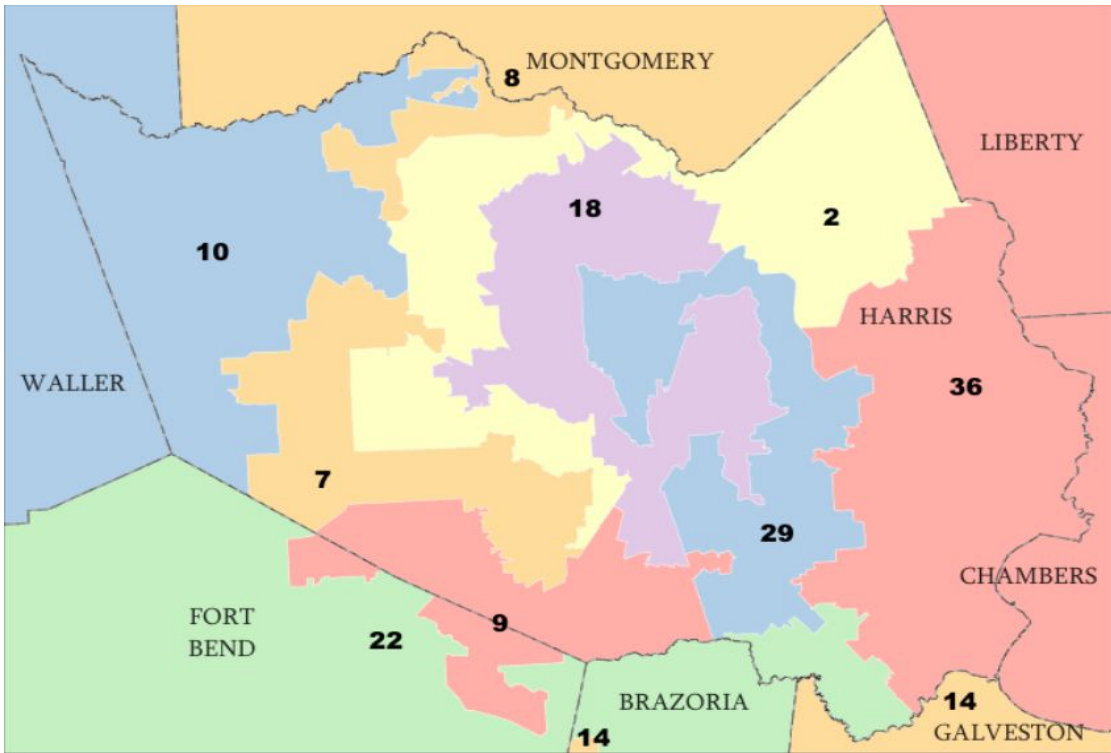 MONTGOMERY
8
LIBERTY
18
2
10
HARRIS
WALLER
36
7
29
CHAMBERS
FORT
BEND
9
22
BRAZORIA
14
GALVESTON
14